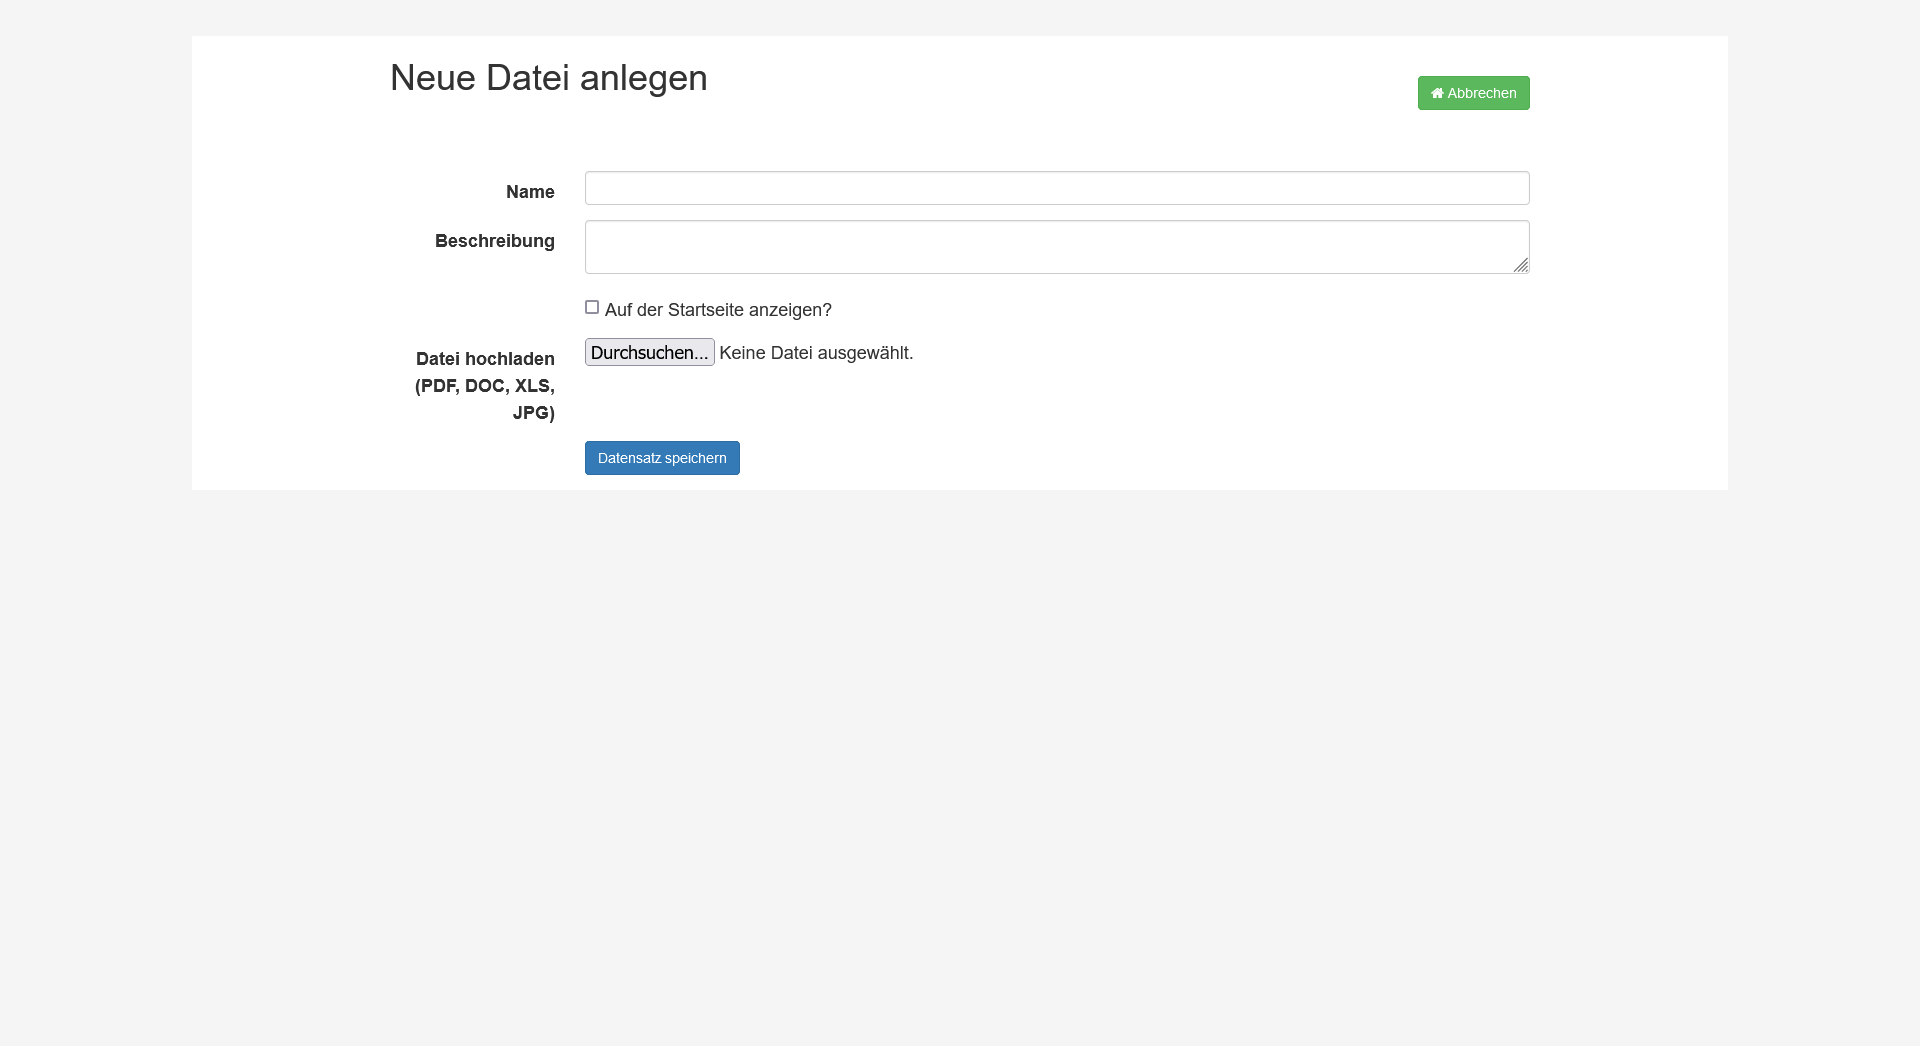 Neue Datei anlegen
Abbrechen
Name
Beschreibung
Auf der Startseite anzeigen?
Datei hochladen
(PDF, DOC, XLS,
JPG)
Durchsuchen... Keine Datei ausgewählt.
Datensatz speichern